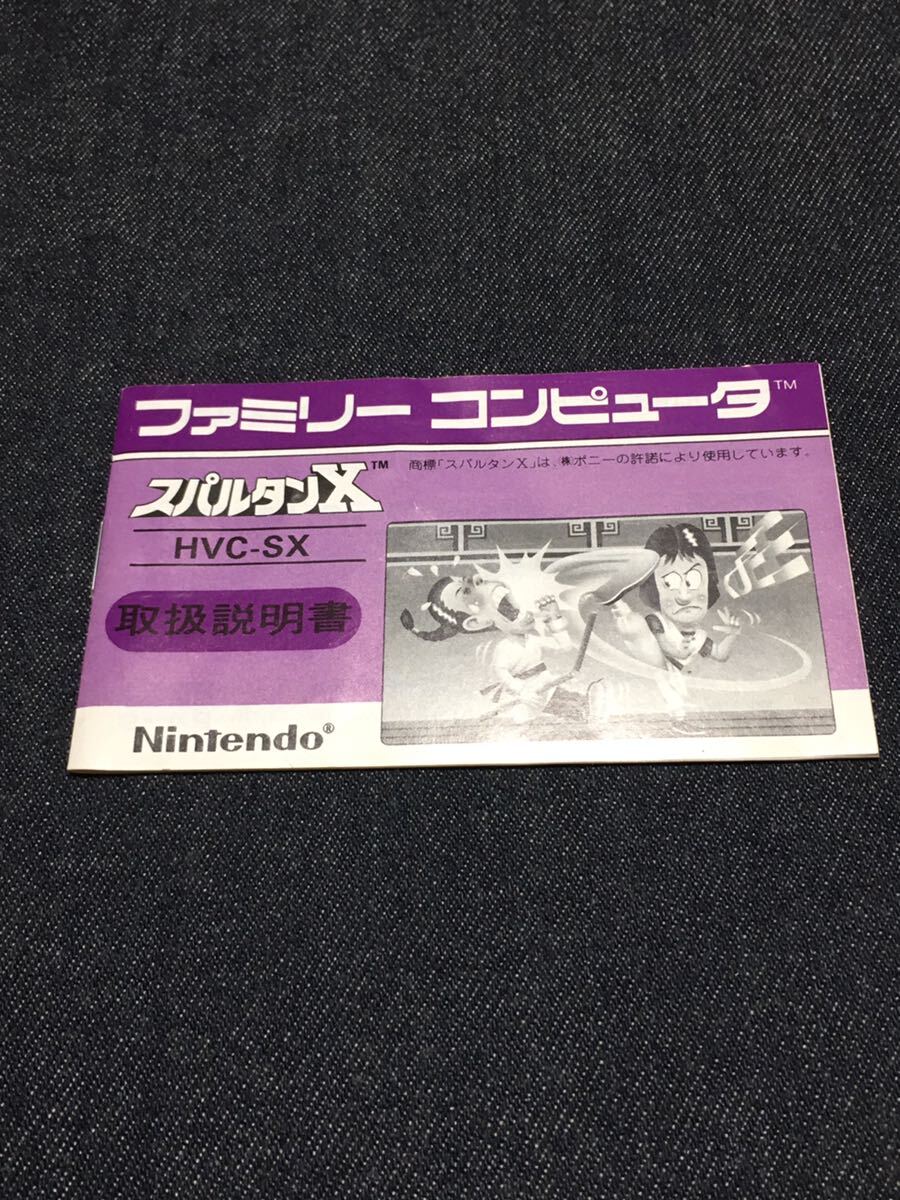 ファミリー コンピュータ™
スパルタンX™
商標「スパルタンX」は、㈱ポニーの許諾により使用しています。
HVC-SX
取扱説明書
Nintendo®